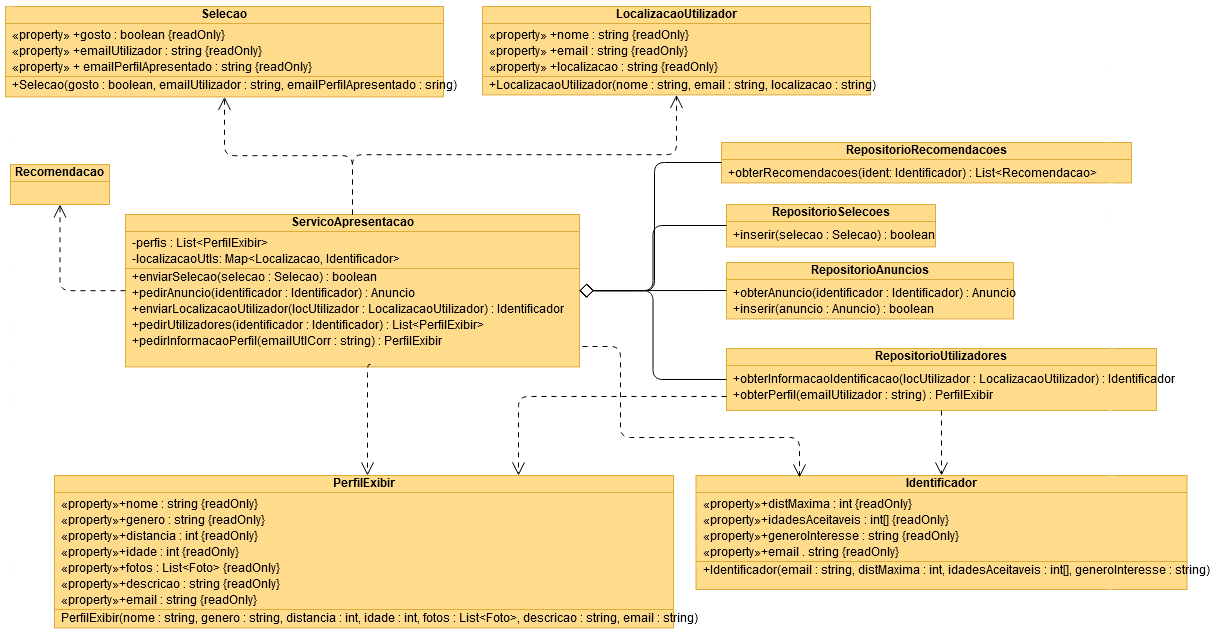 Selecao
«property» +gosto : boolean {readOnly}
«property» +emailUtilizador : string {readOnly}
«property» + emailPerfilApresentado : string {readOnly}
+Selecao(gosto : boolean, emailUtilizador : string, emailPerfilApresentado : sring)
LocalizacaoUtilizador
«property» +nome : string {readOnly}
«property» +email : string {readOnly}
«property» +localizacao : string {readOnly}
+LocalizacaoUtilizador(nome : string, email : string, localizacao : string)
Recomendacao
RepositorioRecomendacoes
+obterRecomendacoes(ident: Identificador) : List<Recomendacao>
ServicoApresentacao
-perfis : List<PerfilExibir>
-localizacaoUtls: Map<Localizacao, Identificador>
+enviarSelecao(selecao : Selecao) : boolean
+pedirAnuncio(identificador : Identificador) : Anuncio
+enviarLocalizacaoUtilizador(locUtilizador : LocalizacaoUtilizador) : Identificador
+pedirUtilizadores(identificador : Identificador) : List<PerfilExibir>
+pedirInformacaoPerfil(emailUtlCorr : string) : PerfilExibir
RepositorioSelecoes
+inserir(selecao : Selecao) : boolean
RepositorioAnuncios
+obterAnuncio(identificador : Identificador) : Anuncio
+inserir(anuncio : Anuncio) : boolean
RepositorioUtilizadores
+obterInformacaoIdentificacao(locUtilizador : LocalizacaoUtilizador) : Identificador
+obterPerfil(emailUtilizador : string) : PerfilExibir
PerfilExibir
«property»+nome : string {readOnly}
«property»+genero : string {readOnly}
«property»+distancia : int {readOnly}
«property»+idade : int {readOnly}
«property»+fotos : List<Foto> {readOnly}
«property»+descricao : string {readOnly}
«property»+email : string {readOnly}
PerfilExibir(nome : string, genero : string, distancia : int, idade : int, fotos : List<Foto>, descricao : string, email : string)
Identificador
«property»+distMaxima : int {readOnly}
«property»+idadesAceitaveis : int[] {readOnly}
«property»+generoInteresse : string {readOnly}
«property»+email . string {readOnly}
+Identificador(email : string, distMaxima : int, idadesAceitaveis : int[], generoInteresse : string)